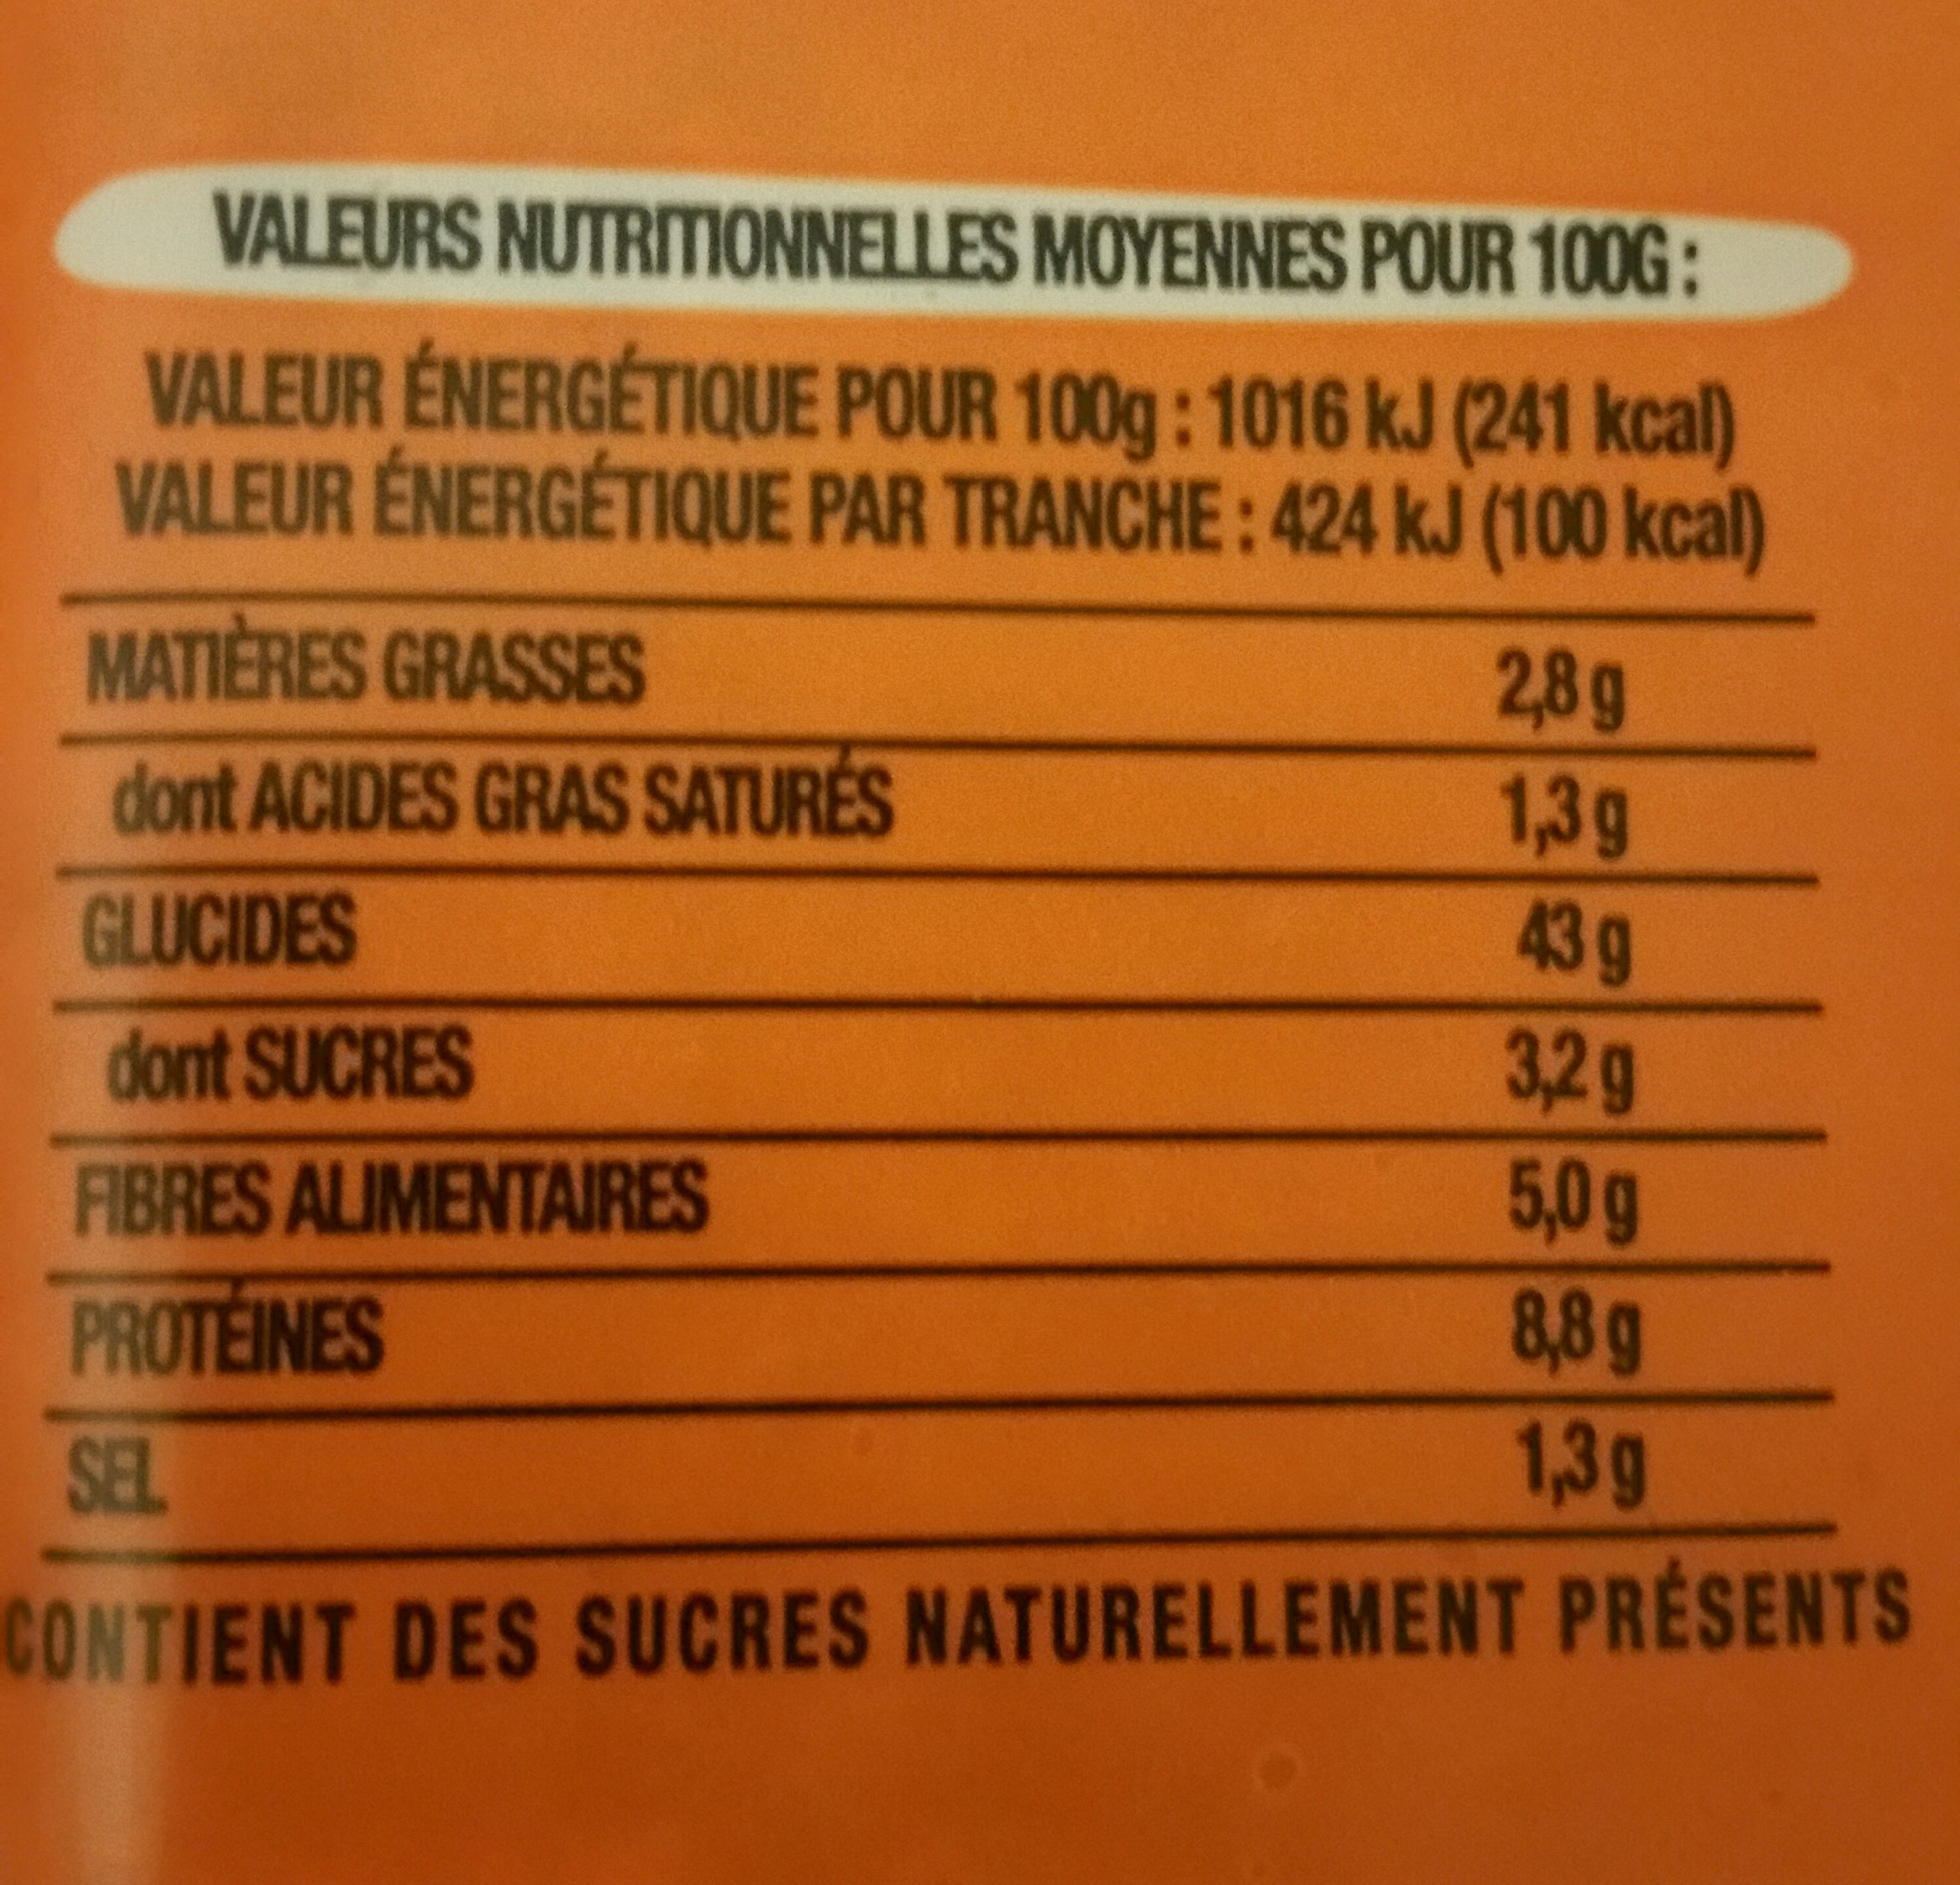 VALEURS NUTRITIONNELLES MOYENNES POUR 100G :
VALEUR ÉNERGÉTIQUE POUR 100g : 1016 kJ (241 kcal)
VALEUR ÉNERGÉTIQUE PAR TRANCHE : 424 kJ (100 kcal)
MATIÈRES GRASSES 2,8 g
dont ACIDES GRAS SATURÉS 1,3 g
GLUCIDES 43 g
dont SUCRES 3,2 g
FIBRES ALIMENTAIRES 5,0 g
PROTÉINES 8,8 g
SEL 1,3 g
CONTIENT DES SUCRES NATURELLEMENT PRÉSENTS